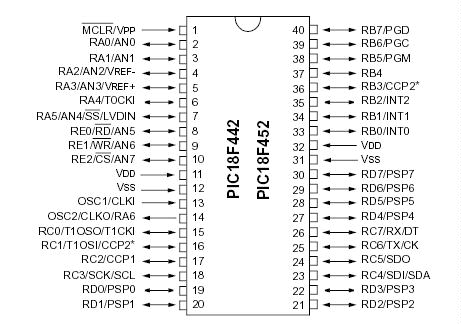 M̅C̅L̅R̅/VPP 1 40 RB7/PGD
RA0/AN0 2 39 RB6/PGC
RA1/AN1 3 38 RB5/PGM
RA2/AN2/VREF- 4 37 RB4
RA3/AN3/VREF+ 5 36 RB3/CCP2*
RA4/T0CKI 6 35 RB2/INT2
RA5/AN4/S̅S̅/LVDIN 7 34 RB1/INT1
RE0/R̅D̅/AN5 8 33 RB0/INT0
RE1/W̅R̅/AN6 9 32 VDD
RE2/C̅S̅/AN7 10 31 VSS
VDD 11 30 RD7/PSP7
VSS 12 29 RD6/PSP6
OSC1/CLKI 13 28 RD5/PSP5
OSC2/CLKO/RA6 14 27 RD4/PSP4
RC0/T1OSO/T1CKI 15 26 RC7/RX/DT
RC1/T1OSI/CCP2* 16 25 RC6/TX/CK
RC2/CCP1 17 24 RC5/SDO
RC3/SCK/SCL 18 23 RC4/SDI/SDA
RD0/PSP0 19 22 RD3/PSP3
RD1/PSP1 20 21 RD2/PSP2
PIC18F442
PIC18F452